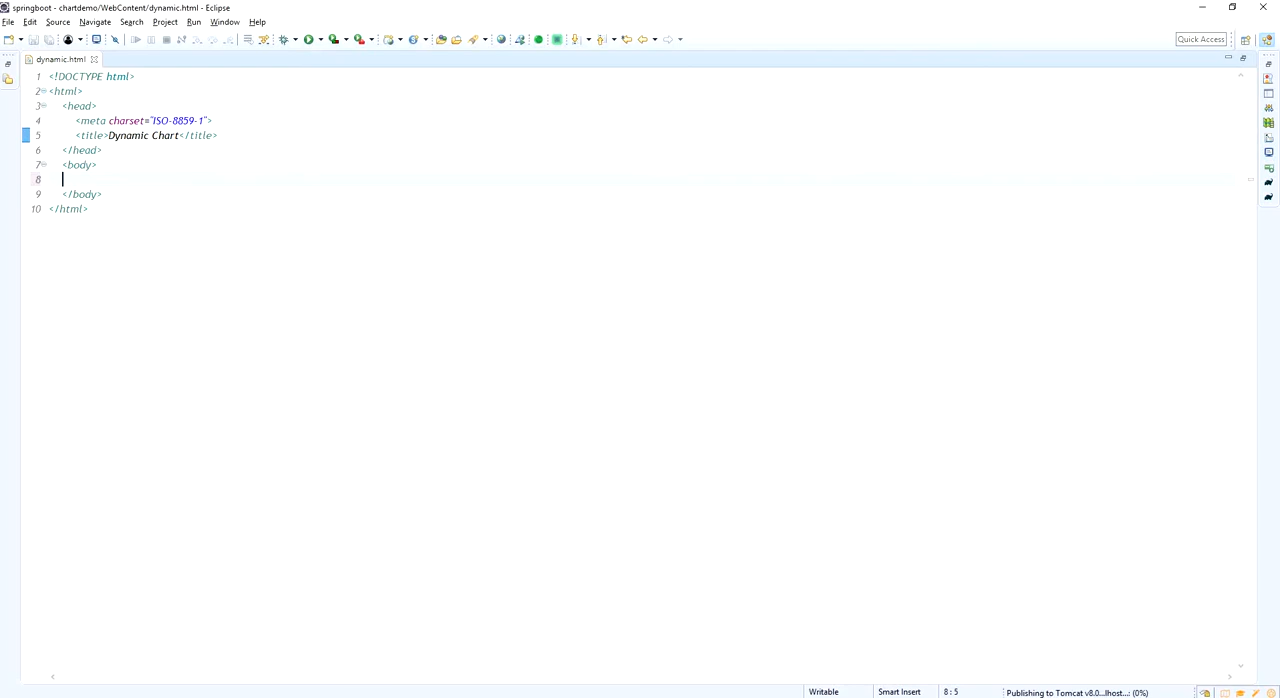 springboot - chartdemo/WebContent/dynamic.html - Eclipse
File Edit Source Navigate Search Project Run Window Help
Quick Access
dynamic.html
1 <!DOCTYPE html>
2 <html>
3 <head>
4 <meta charset="ISO-8859-1">
5 <title>Dynamic Chart</title>
6 </head>
7 <body>
8
9 </body>
10 </html>
Writable Smart Insert 8 : 5 Publishing to Tomcat v8.0...lhost...: (0%)